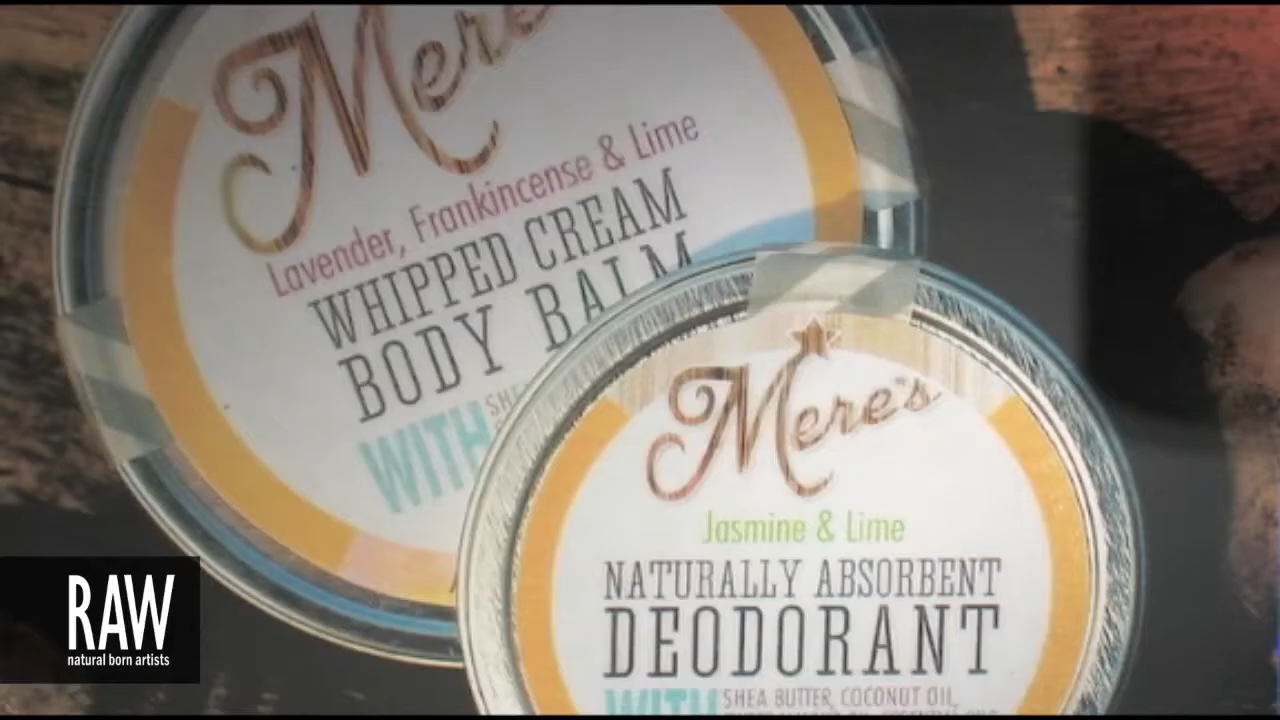 Mere
Lavender, Frankincense & Lime
WHIPPED CREAM
BODY BALM
WITH
Mere's
Jasmine & Lime
NATURALLY ABSORBENT
DEODORANT
WITH SHEA BUTTER, COCONUT OIL,
RAW
natural born artists